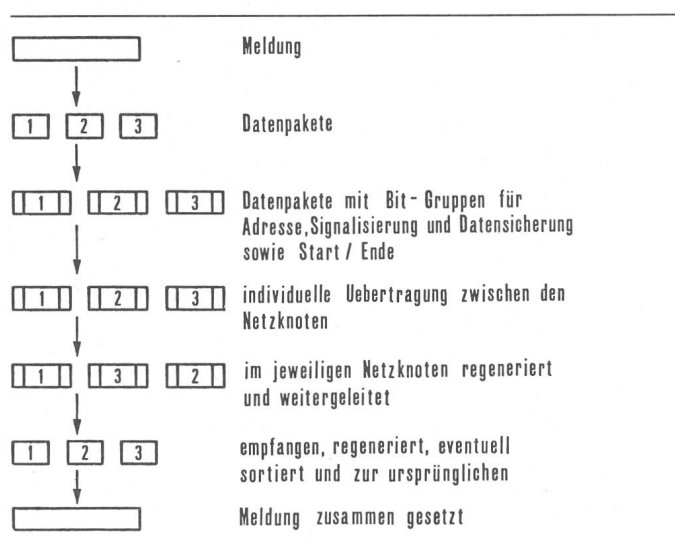 Meldung
1 2 3 Datenpakete
1 2 3 Datenpakete mit Bit-Gruppen für
Adresse, Signalisierung und Datensicherung
sowie Start / Ende
1 2 3 individuelle Uebertragung zwischen den
Netzknoten
1 3 2 im jeweiligen Netzknoten regeneriert
und weitergeleitet
1 2 3 empfangen, regeneriert, eventuell
sortiert und zur ursprünglichen
Meldung zusammen gesetzt